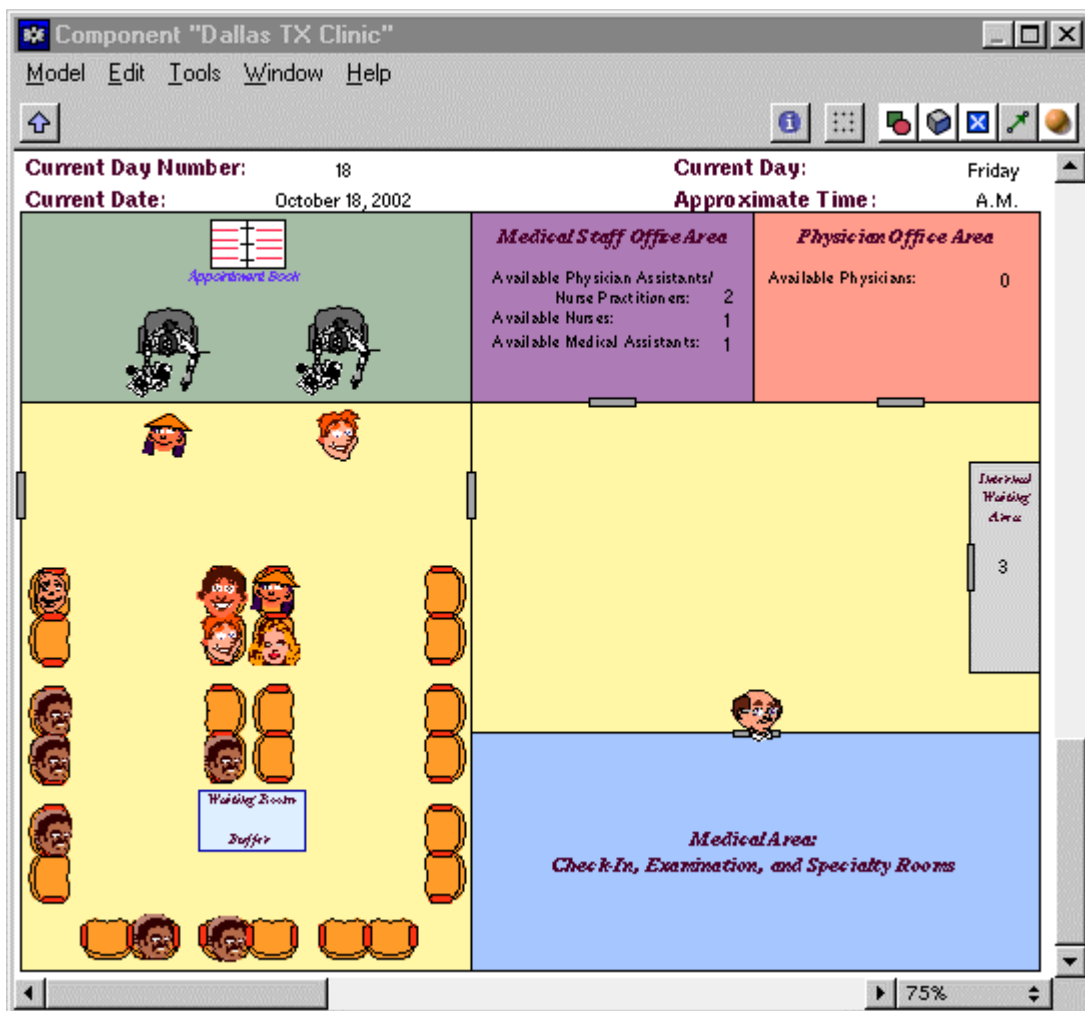 Component "Dallas TX Clinic"
Model Edit Tools Window Help
Current Day Number: 18 Current Day: Friday
Current Date: October 18, 2002 Approximate Time: A.M.
Appointment Book
Medical Staff Office Area
Available Physician Assistants/
Nurse Practitioners: 2
Available Nurses: 1
Available Medical Assistants: 1
Physician Office Area
Available Physicians: 0
Internal
Waiting
Area
3
Waiting Room
Buffer
Medical Area:
Check-In, Examination, and Specialty Rooms
75%